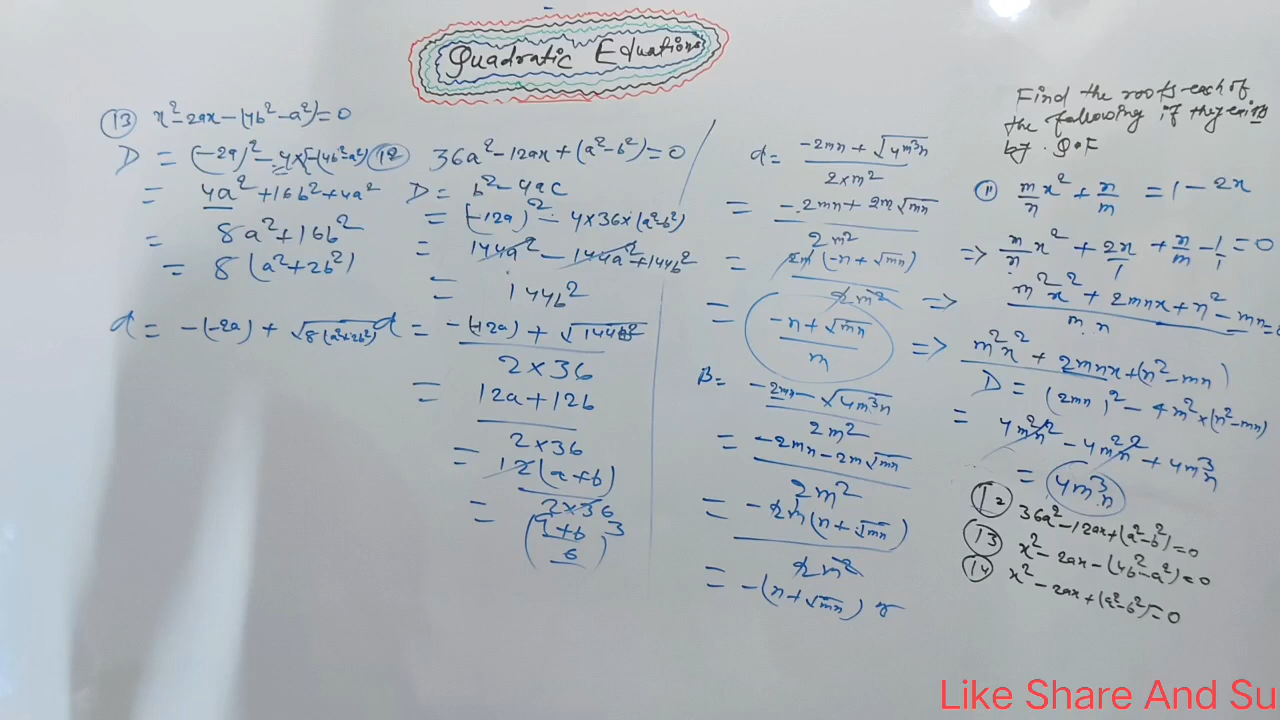 Quadratic Equations
Find the roots each of
the following if they exists
by. Q.F
⑪ m/n x² + n/m = 1 - 2x
=> m/n x² + 2x/1 + n/m - 1/1 = 0
=> (m²x² + 2mnx + n² - mn)/(m.n) = 0
=> m²x² + 2mnx + (n² - mn)
D = (2mn)² - 4m² × (n² - mn)
= 4m²n² - 4m²n² + 4m³n
= 4m³n
⑫ 36a² - 12ax + (a² - b²) = 0
⑬ x² - 2ax - (4b² - a²) = 0
⑭ x² - 2ax + (a² - b²) = 0
α = (-2mn + √4m³n)/(2×m²)
= (-2mn + 2m√mn)/(2m²)
= 2m(-n + √mn)/(2m²)
= (-n + √mn)/m
β = (-2mn - √4m³n)/(2m²)
= (-2mn - 2m√mn)/(2m²)
= -2m(n + √mn)/(2m²)
= -(n + √mn)
⑫ 36a² - 12ax + (a² - b²) = 0
D = b² - 4ac
= (-12a)² - 4×36×(a² - b²)
= 144a² - 144a² + 144b²
= 144b²
α = (-(-12a) + √144b²)/(2×36)
= (12a + 12b)/(2×36)
= 12(a + b)/(2×36) 3
= (a + b)/6
⑬ x² - 2ax - (4b² - a²) = 0
D = (-2a)² - 4×-(4b² - a²)
= 4a² + 16b² + 4a²
= 8a² + 16b²
= 8(a² + 2b²)
α = -(-2a) + √8(a² + 2b²)
Like Share And Su